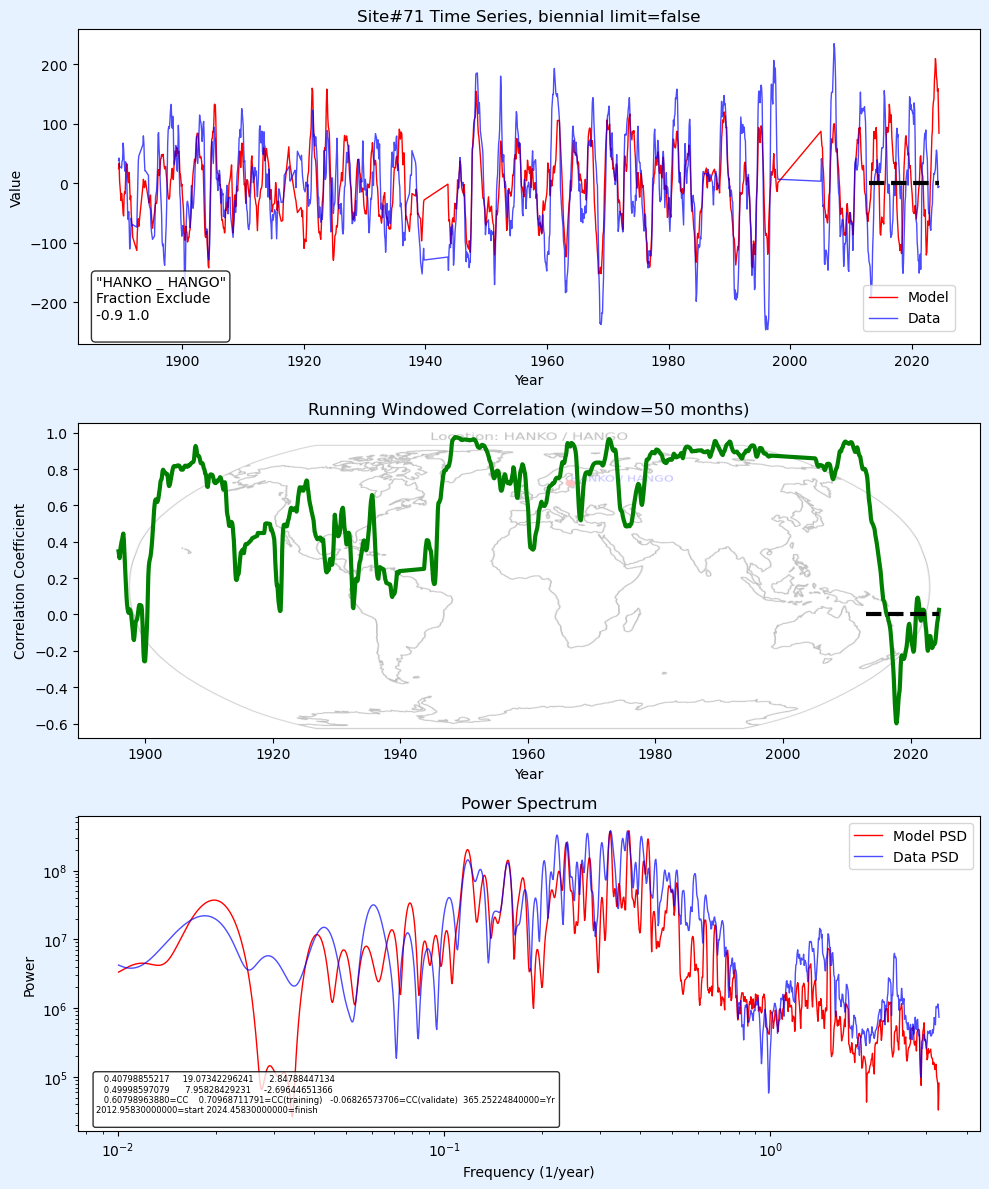 Site#71 Time Series, biennial limit=false
Value
200
100
0
−100
−200
"HANKO _ HANGO"
Fraction Exclude
-0.9 1.0
Model
Data
1900 1920 1940 1960 1980 2000 2020
Year
Running Windowed Correlation (window=50 months)
Location: HANKO / HANGO
HANKO / HANGO
Correlation Coefficient
1.0
0.8
0.6
0.4
0.2
0.0
−0.2
−0.4
−0.6
1900 1920 1940 1960 1980 2000 2020
Year
Power Spectrum
Model PSD
Data PSD
Power
10^8
10^7
10^6
10^5
0.40798855217 19.07342296241 2.84788447134
0.49998597079 7.95828429231 -2.69644651366
0.60798963880=CC 0.70968711791=CC(training) -0.06826573706=CC(validate) 365.25224840000=Yr
2012.95830000000=start 2024.45830000000=finish
10^−2 10^−1 10^0
Frequency (1/year)